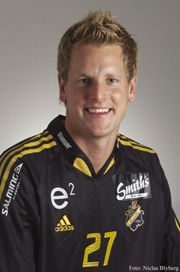 SALMING
Smith's
e²
adidas
27
Foto: Niclas Blyberg